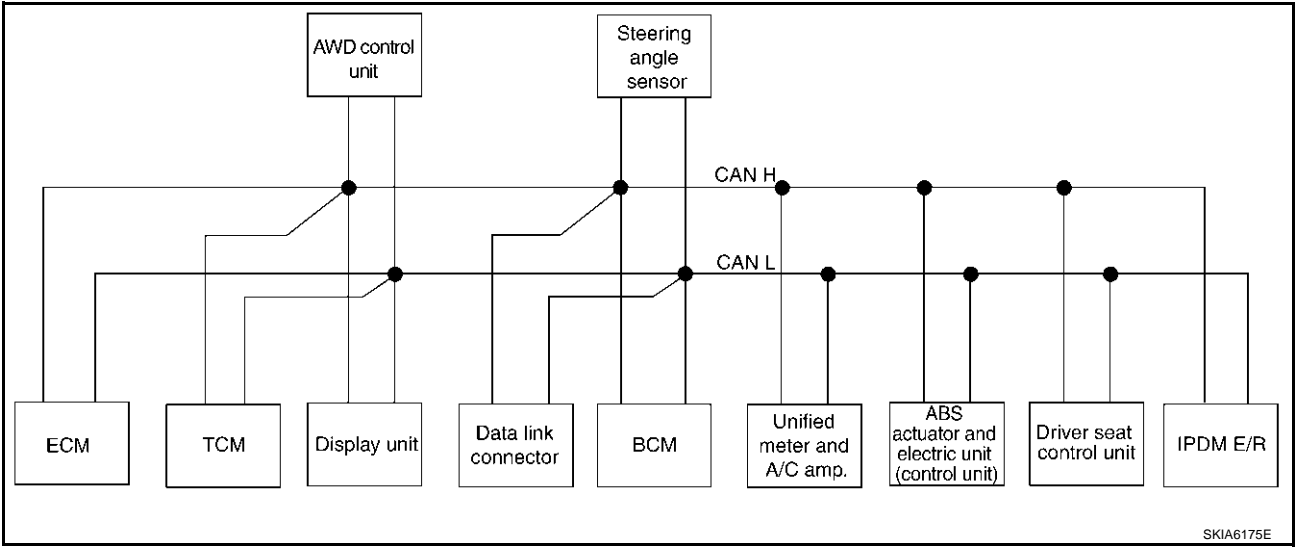 AWD control
unit
Steering
angle
sensor
CAN H
CAN L
ECM
TCM
Display unit
Data link
connector
BCM
Unified
meter and
A/C amp.
ABS
actuator and
electric unit
(control unit)
Driver seat
control unit
IPDM E/R
SKIA6175E